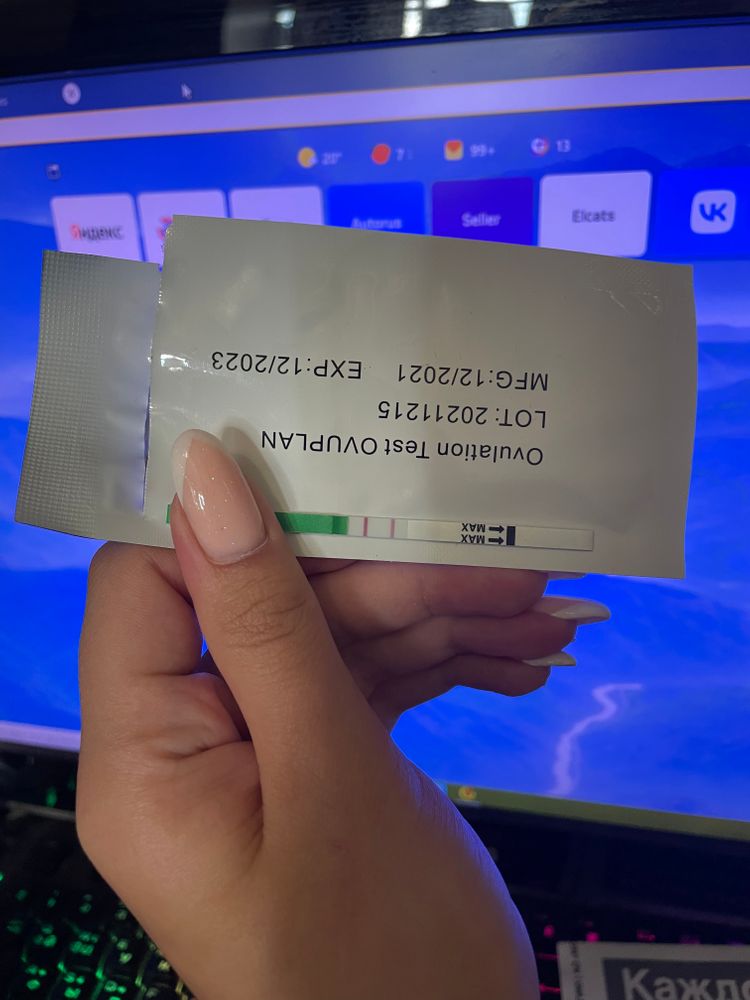 20°
7
99+
13
Яндекс
Autorus
Seller
Elcats
VK
Ovulation Test OVUPLAN
LOT: 20211215
MFG:12/2021 EXP:12/2023
MAX
MAX
Кажд